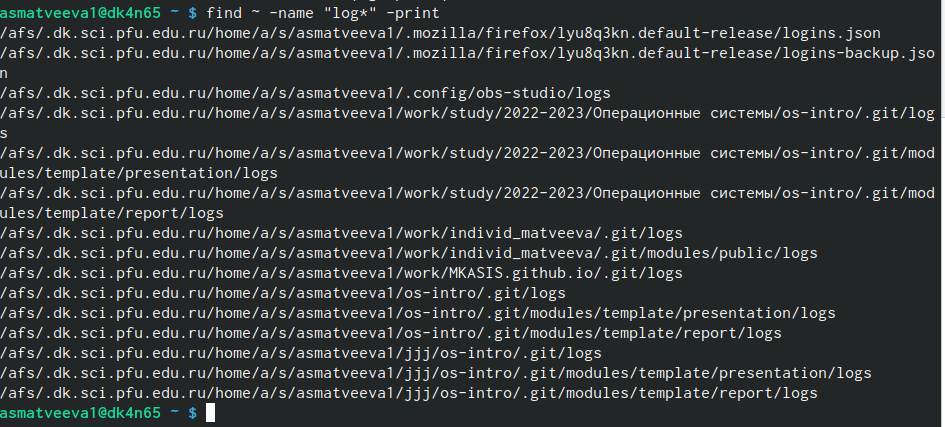 asmatveeva1@dk4n65 ~ $ find ~ -name "log*" -print
/afs/.dk.sci.pfu.edu.ru/home/a/s/asmatveeva1/.mozilla/firefox/lyu8q3kn.default-release/logins.json
/afs/.dk.sci.pfu.edu.ru/home/a/s/asmatveeva1/.mozilla/firefox/lyu8q3kn.default-release/logins-backup.jso
n
/afs/.dk.sci.pfu.edu.ru/home/a/s/asmatveeva1/.config/obs-studio/logs
/afs/.dk.sci.pfu.edu.ru/home/a/s/asmatveeva1/work/study/2022-2023/Операционные системы/os-intro/.git/log
s
/afs/.dk.sci.pfu.edu.ru/home/a/s/asmatveeva1/work/study/2022-2023/Операционные системы/os-intro/.git/mod
ules/template/presentation/logs
/afs/.dk.sci.pfu.edu.ru/home/a/s/asmatveeva1/work/study/2022-2023/Операционные системы/os-intro/.git/mod
ules/template/report/logs
/afs/.dk.sci.pfu.edu.ru/home/a/s/asmatveeva1/work/individ_matveeva/.git/logs
/afs/.dk.sci.pfu.edu.ru/home/a/s/asmatveeva1/work/individ_matveeva/.git/modules/public/logs
/afs/.dk.sci.pfu.edu.ru/home/a/s/asmatveeva1/work/MKASIS.github.io/.git/logs
/afs/.dk.sci.pfu.edu.ru/home/a/s/asmatveeva1/os-intro/.git/logs
/afs/.dk.sci.pfu.edu.ru/home/a/s/asmatveeva1/os-intro/.git/modules/template/presentation/logs
/afs/.dk.sci.pfu.edu.ru/home/a/s/asmatveeva1/os-intro/.git/modules/template/report/logs
/afs/.dk.sci.pfu.edu.ru/home/a/s/asmatveeva1/jjj/os-intro/.git/logs
/afs/.dk.sci.pfu.edu.ru/home/a/s/asmatveeva1/jjj/os-intro/.git/modules/template/presentation/logs
/afs/.dk.sci.pfu.edu.ru/home/a/s/asmatveeva1/jjj/os-intro/.git/modules/template/report/logs
asmatveeva1@dk4n65 ~ $